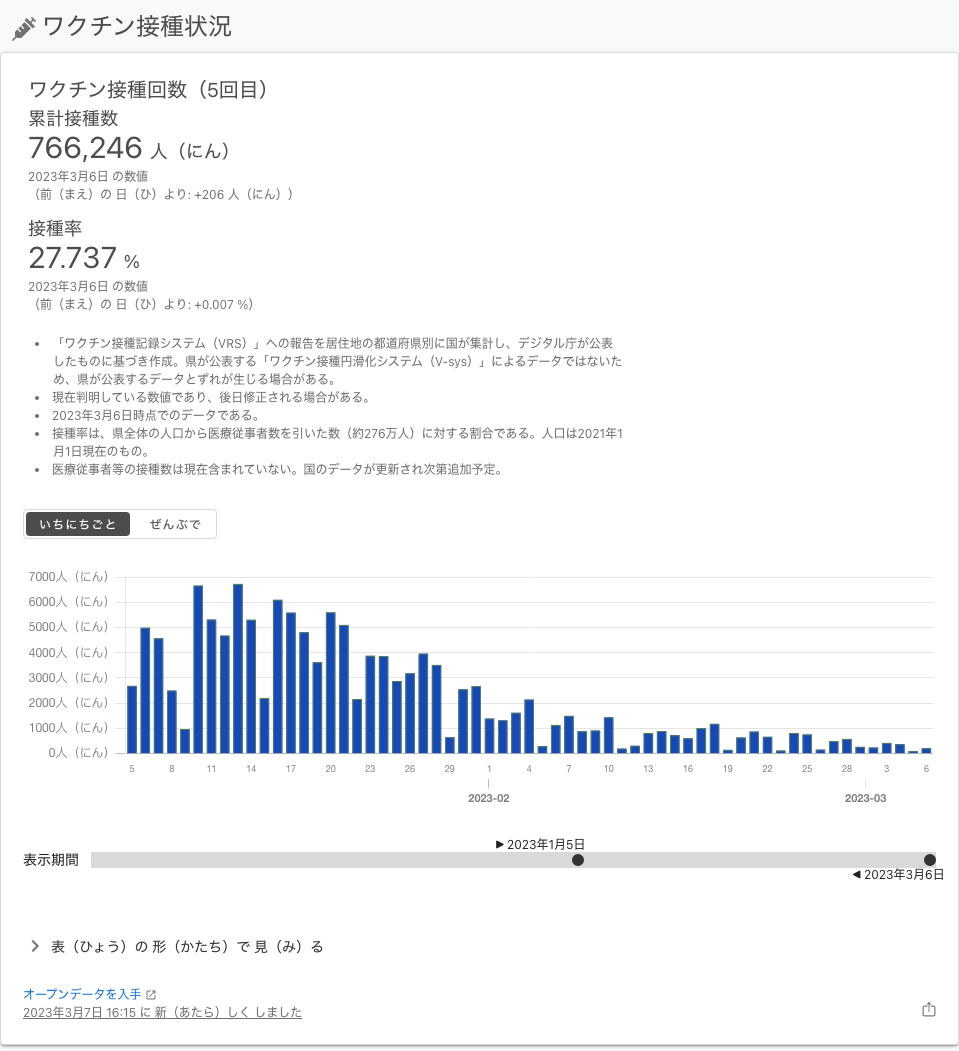 ワクチン接種状況
ワクチン接種回数（5回目）
累計接種数
766,246 人（にん）
2023年3月6日 の数値
（前（まえ）の 日（ひ）より: +206 人（にん））
接種率
27.737 %
2023年3月6日 の数値
（前（まえ）の 日（ひ）より: +0.007 %）
• 「ワクチン接種記録システム（VRS）」への報告を居住地の都道府県別に国が集計し、デジタル庁が公表
したものに基づき作成。県が公表する「ワクチン接種円滑化システム（V-sys）」によるデータではないた
め、県が公表するデータとずれが生じる場合がある。
• 現在判明している数値であり、後日修正される場合がある。
• 2023年3月6日時点でのデータである。
• 接種率は、県全体の人口から医療従事者数を引いた数（約276万人）に対する割合である。人口は2021年1
月1日現在のもの。
• 医療従事者等の接種数は現在含まれていない。国のデータが更新され次第追加予定。
いちにちごと ぜんぶで
7000人（にん）
6000人（にん）
5000人（にん）
4000人（にん）
3000人（にん）
2000人（にん）
1000人（にん）
0人（にん）
5 8 11 14 17 20 23 26 29 1 4 7 10 13 16 19 22 25 28 3 6
2023-02 2023-03
▶ 2023年1月5日
表示期間
◀ 2023年3月6日
表（ひょう）の 形（かたち）で 見（み）る
オープンデータを入手
2023年3月7日 16:15 に 新（あたら）しく しました